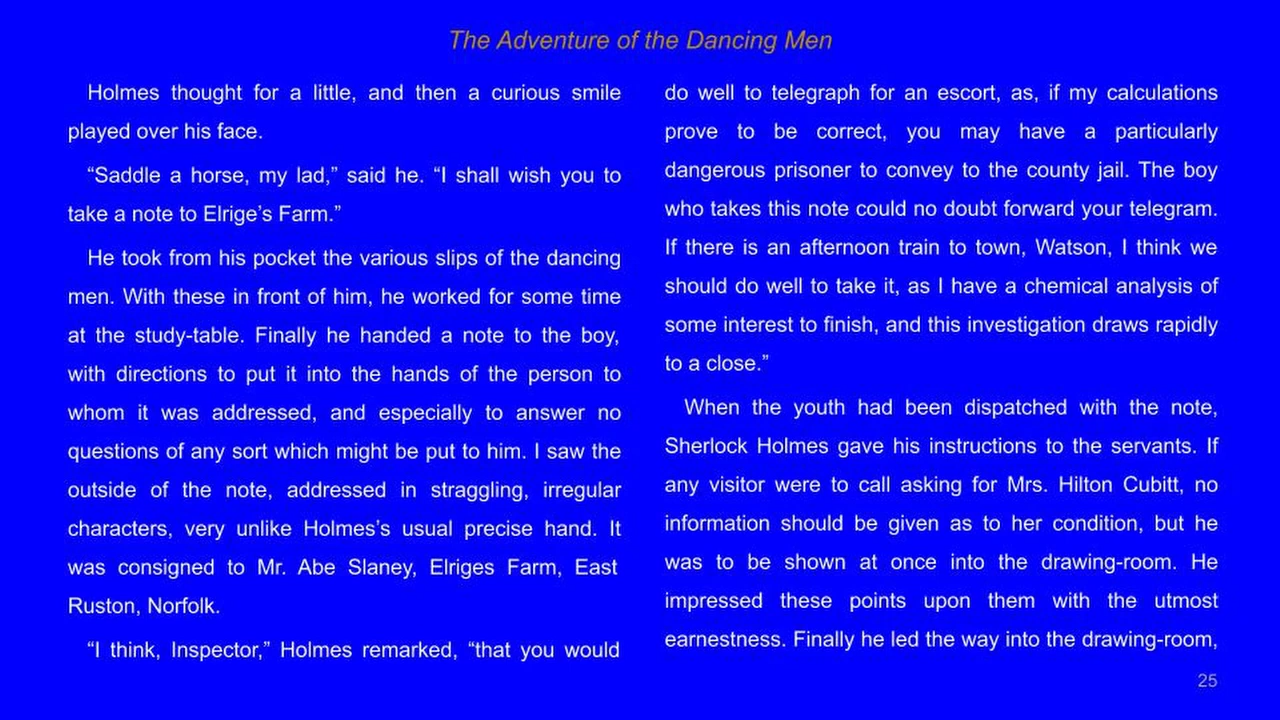 The Adventure of the Dancing Men
Holmes thought for a little, and then a curious smile
played over his face.
“Saddle a horse, my lad,” said he. “I shall wish you to
take a note to Elrige’s Farm.”
He took from his pocket the various slips of the dancing
men. With these in front of him, he worked for some time
at the study-table. Finally he handed a note to the boy,
with directions to put it into the hands of the person to
whom it was addressed, and especially to answer no
questions of any sort which might be put to him. I saw the
outside of the note, addressed in straggling, irregular
characters, very unlike Holmes’s usual precise hand. It
was consigned to Mr. Abe Slaney, Elriges Farm, East
Ruston, Norfolk.
“I think, Inspector,” Holmes remarked, “that you would
do well to telegraph for an escort, as, if my calculations
prove to be correct, you may have a particularly
dangerous prisoner to convey to the county jail. The boy
who takes this note could no doubt forward your telegram.
If there is an afternoon train to town, Watson, I think we
should do well to take it, as I have a chemical analysis of
some interest to finish, and this investigation draws rapidly
to a close.”
When the youth had been dispatched with the note,
Sherlock Holmes gave his instructions to the servants. If
any visitor were to call asking for Mrs. Hilton Cubitt, no
information should be given as to her condition, but he
was to be shown at once into the drawing-room. He
impressed these points upon them with the utmost
earnestness. Finally he led the way into the drawing-room,
25